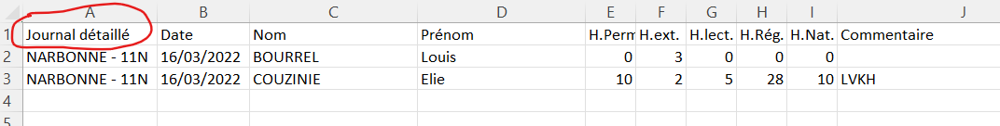 A B C D E F G H I J
1 Journal détaillé Date Nom Prénom H.Perm H.ext. H.lect. H.Rég. H.Nat. Commentaire
2 NARBONNE - 11N 16/03/2022 BOURREL Louis 0 3 0 0 0
3 NARBONNE - 11N 16/03/2022 COUZINIE Elie 10 2 5 28 10 LVKH
4
5